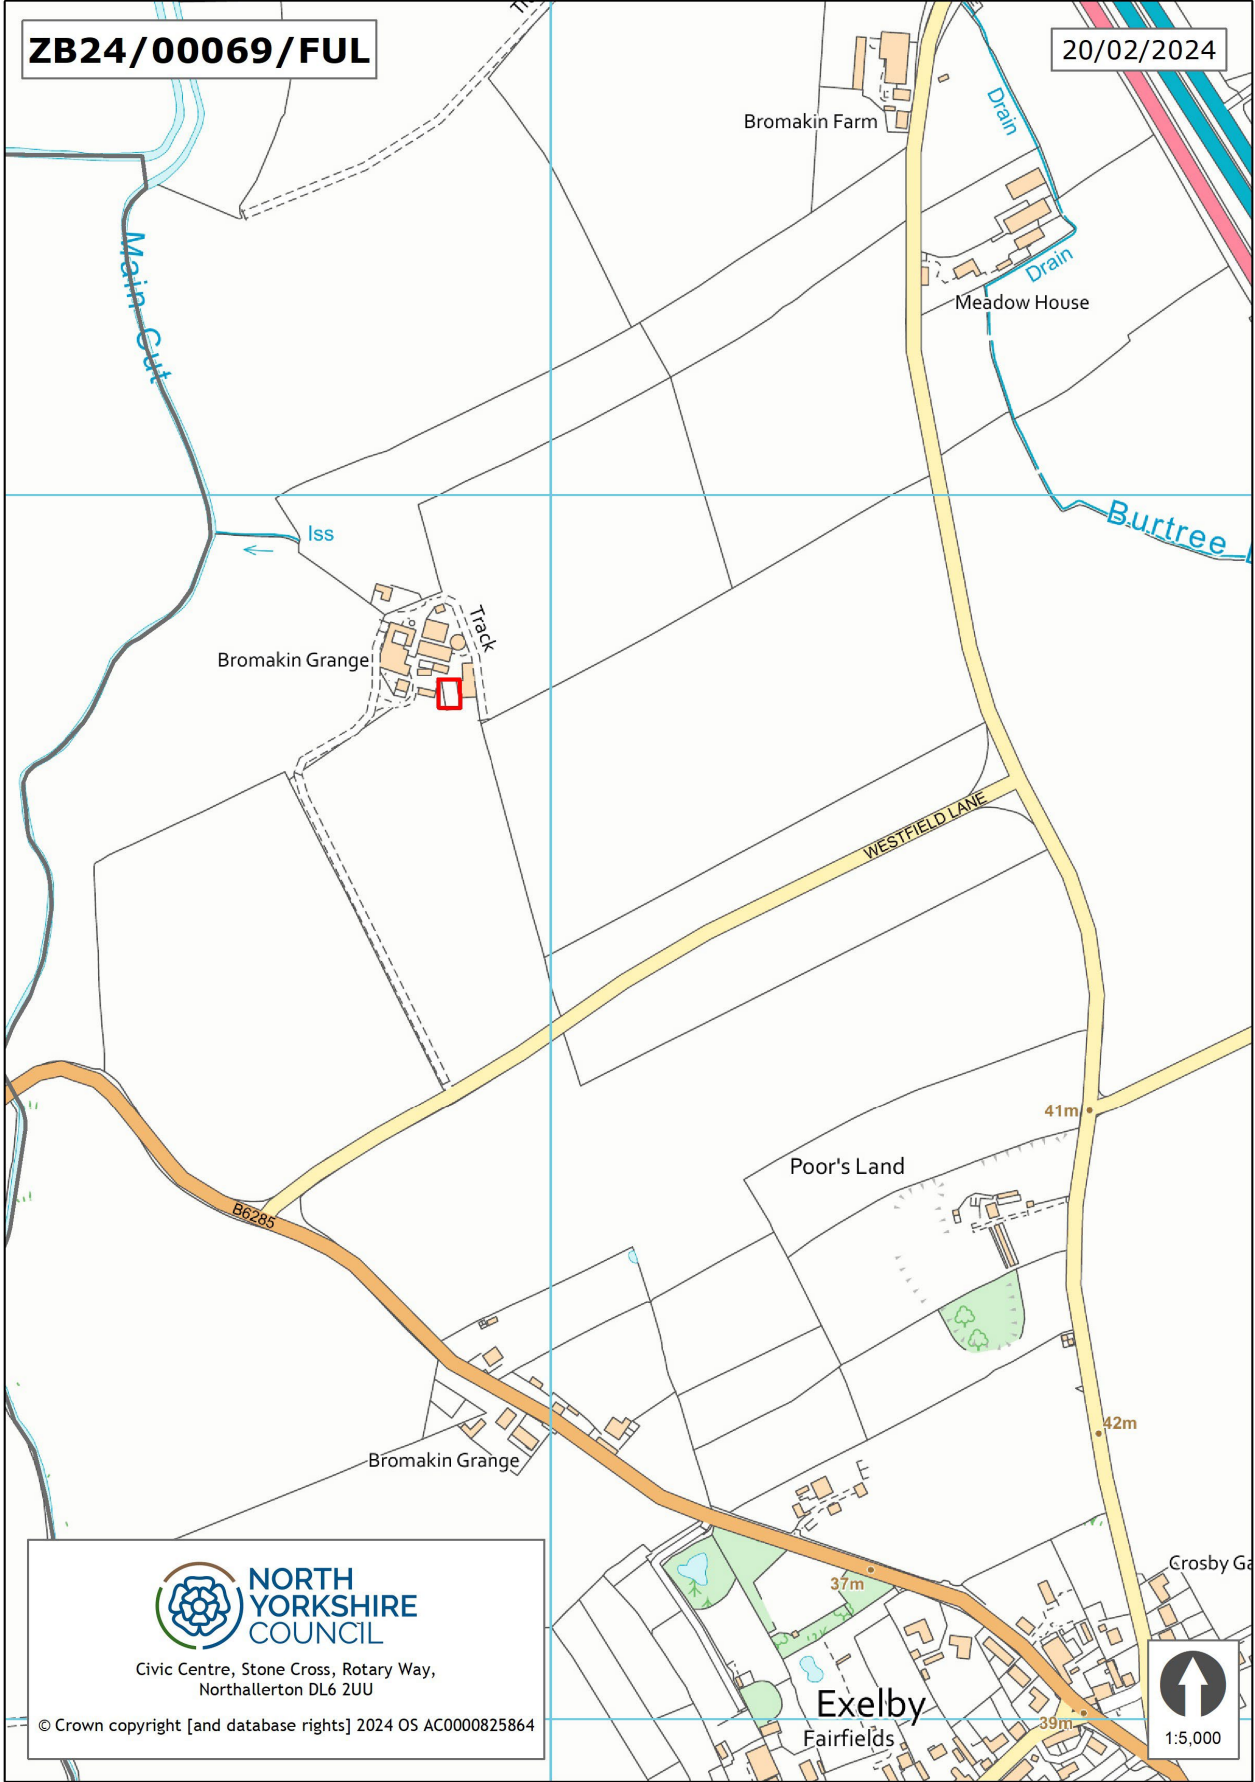 ZB24/00069/FUL
20/02/2024
Bromakin Farm
Drain
Drain
Meadow House
Main Cut
Iss
Burtree
Track
Bromakin Grange
WESTFIELD LANE
41m
Poor's Land
B6285
42m
Bromakin Grange
37m
Crosby Ga
Exelby
Fairfields
39m
NORTH
YORKSHIRE
COUNCIL
Civic Centre, Stone Cross, Rotary Way,
Northallerton DL6 2UU
© Crown copyright [and database rights] 2024 OS AC0000825864
1:5,000